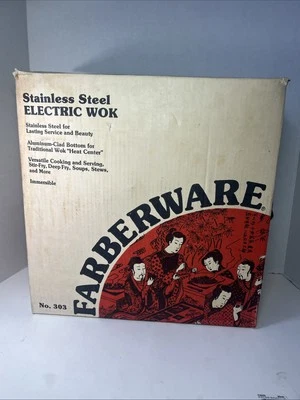 Stainless Steel
ELECTRIC WOK
Stainless Steel for
Lasting Service and Beauty
Aluminum-Clad Bottom for
Traditional Wok "Heat Center"
Versatile Cooking and Serving,
Stir-Fry, Deep Fry, Soups, Stews,
and More
Immersible
FARBERWARE
No. 303